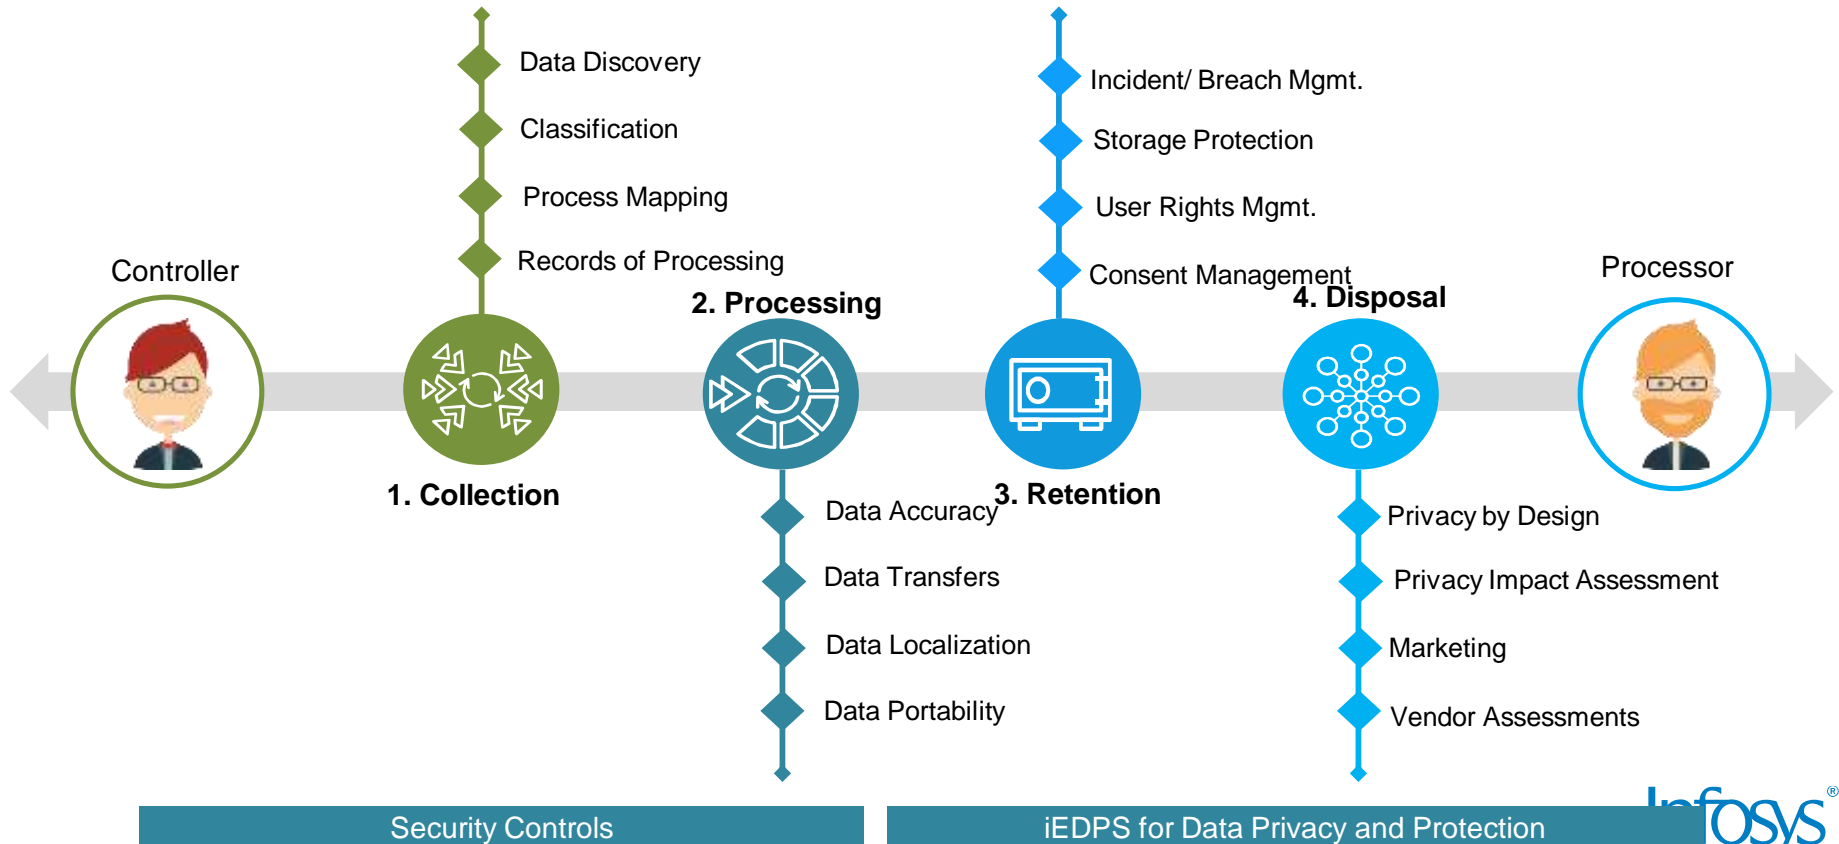 Data Discovery
Classification
Process Mapping
Records of Processing
Incident/ Breach Mgmt.
Storage Protection
User Rights Mgmt.
Consent Management
Controller
Processor
2. Processing
4. Disposal
1. Collection
3. Retention
Data Accuracy
Data Transfers
Data Localization
Data Portability
Privacy by Design
Privacy Impact Assessment
Marketing
Vendor Assessments
Security Controls
iEDPS for Data Privacy and Protection
Infosys®